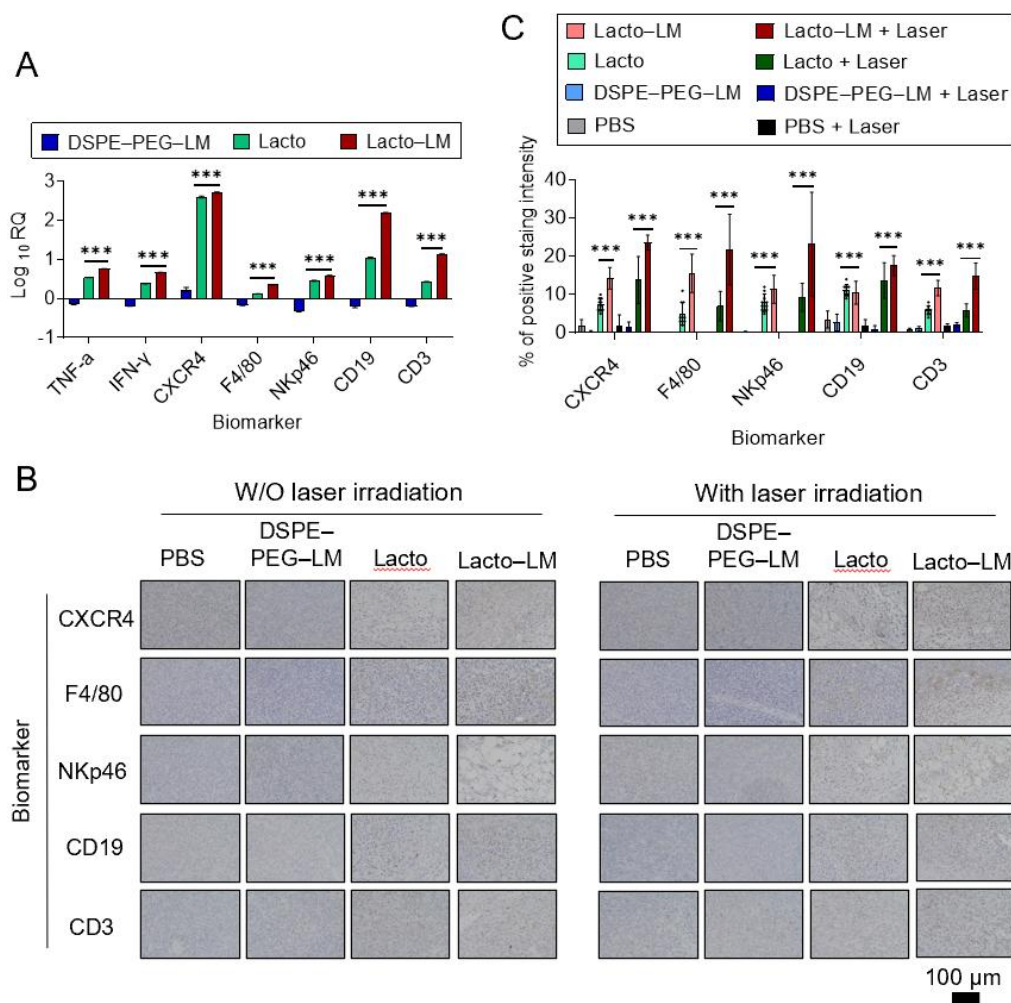 A
DSPE–PEG–LM Lacto Lacto–LM
Log 10 RQ
3
2
1
0
-1
*** *** *** *** *** *** ***
TNF-a IFN-γ CXCR4 F4/80 NKp46 CD19 CD3
Biomarker
C
Lacto–LM Lacto–LM + Laser
Lacto Lacto + Laser
DSPE–PEG–LM DSPE–PEG–LM + Laser
PBS PBS + Laser
% of positive staing intensity
40
30
20
10
0
*** *** *** *** *** *** *** *** *** ***
CXCR4 F4/80 NKp46 CD19 CD3
Biomarker
B
W/O laser irradiation With laser irradiation
PBS DSPE–
PEG–LM Lacto Lacto–LM
PBS DSPE–
PEG–LM Lacto Lacto–LM
Biomarker
CXCR4
F4/80
NKp46
CD19
CD3
100 µm